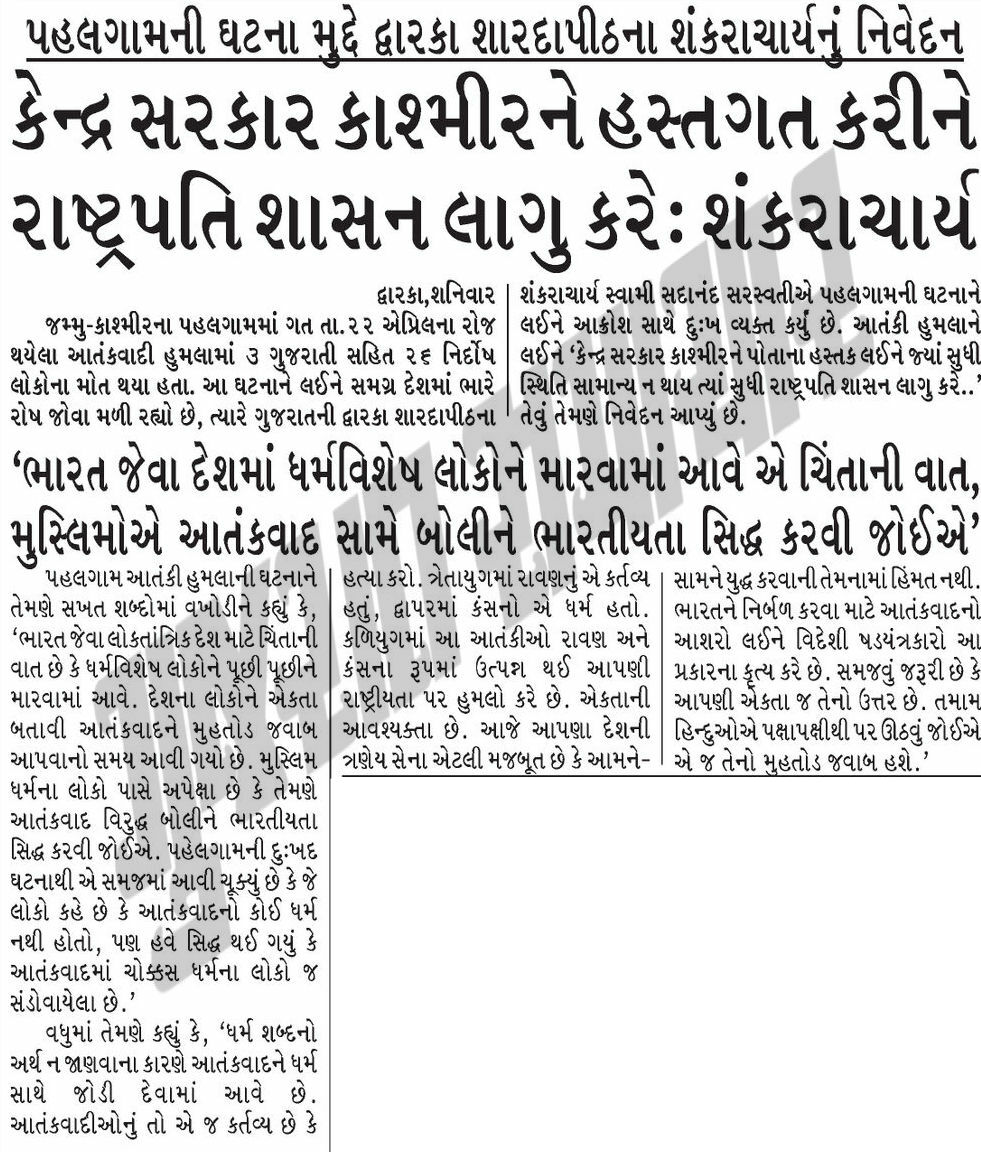 પહલગામની ઘટના મુદ્દે દ્વારકા શારદાપીઠના શંકરાચાર્યનું નિવેદન
કેન્દ્ર સરકાર કાશ્મીરને હસ્તગત કરીને
રાષ્ટ્રપતિ શાસન લાગુ કરે: શંકરાચાર્ય
દ્વારકા,શનિવાર
જમ્મુ-કાશ્મીરના પહલગામમાં ગત તા.૨૨ એપ્રિલના રોજ
થયેલા આતંકવાદી હુમલામાં ૩ ગુજરાતી સહિત ૨૬ નિર્દોષ
લોકોના મોત થયા હતા. આ ઘટનાને લઈને સમગ્ર દેશમાં ભારે
રોષ જોવા મળી રહ્યો છે, ત્યારે ગુજરાતની દ્વારકા શારદાપીઠના
શંકરાચાર્ય સ્વામી સદાનંદ સરસ્વતીએ પહલગામની ઘટનાને
લઈને આક્રોશ સાથે દુઃખ વ્યક્ત કર્યું છે. આતંકી હુમલાને
લઈને ‘કેન્દ્ર સરકાર કાશ્મીરને પોતાના હસ્તક લઈને જ્યાં સુધી
સ્થિતિ સામાન્ય ન થાય ત્યાં સુધી રાષ્ટ્રપતિ શાસન લાગુ કરે..’
તેવું તેમણે નિવેદન આપ્યું છે.
‘ભારત જેવા દેશમાં ધર્મવિશેષ લોકોને મારવામાં આવે એ ચિંતાની વાત,
મુસ્લિમોએ આતંકવાદ સામે બોલીને ભારતીયતા સિદ્ધ કરવી જોઈએ’
પહલગામ આતંકી હુમલાની ઘટનાને
તેમણે સખત શબ્દોમાં વખોડીને કહ્યું કે,
‘ભારત જેવા લોકતાંત્રિક દેશ માટે ચિંતાની
વાત છે કે ધર્મવિશેષ લોકોને પૂછી પૂછીને
મારવામાં આવે. દેશના લોકોને એકતા
બતાવી આતંકવાદને મુહતોડ જવાબ
આપવાનો સમય આવી ગયો છે. મુસ્લિમ
ધર્મના લોકો પાસે અપેક્ષા છે કે તેમણે
આતંકવાદ વિરુદ્ધ બોલીને ભારતીયતા
સિદ્ધ કરવી જોઈએ. પહેલગામની દુઃખદ
ઘટનાથી એ સમજમાં આવી ચૂક્યું છે કે જે
લોકો કહે છે કે આતંકવાદનો કોઈ ધર્મ
નથી હોતો, પણ હવે સિદ્ધ થઈ ગયું કે
આતંકવાદમાં ચોક્કસ ધર્મના લોકો જ
સંડોવાયેલા છે.’
વધુમાં તેમણે કહ્યું કે, ‘ધર્મ શબ્દનો
અર્થ ન જાણવાના કારણે આતંકવાદને ધર્મ
સાથે જોડી દેવામાં આવે છે.
આતંકવાદીઓનું તો એ જ કર્તવ્ય છે કે
હત્યા કરો. ત્રેતાયુગમાં રાવણનું એ કર્તવ્ય
હતું, દ્વાપરમાં કંસનો એ ધર્મ હતો.
કળિયુગમાં આ આતંકીઓ રાવણ અને
કંસનો રૂપમાં ઉત્પન્ન થઈ આપણી
રાષ્ટ્રીયતા પર હુમલો કરે છે. એકતાની
આવશ્યક્તા છે. આજે આપણા દેશની
ત્રણેય સેના એટલી મજબૂત છે કે આમને-
સામને યુદ્ધ કરવાની તેમનામાં હિંમત નથી.
ભારતને નિર્બળ કરવા માટે આતંકવાદનો
આશરો લઈને વિદેશી ષડયંત્રકારો આ
પ્રકારના કૃત્ય કરે છે. સમજવું જરૂરી છે કે
આપણી એકતા જ તેનો ઉત્તર છે. તમામ
હિન્દુઓએ પક્ષાપક્ષીથી પર ઊઠવું જોઈએ
એ જ તેનો મુહતોડ જવાબ હશે.’
ગુજરાત સમાચાર